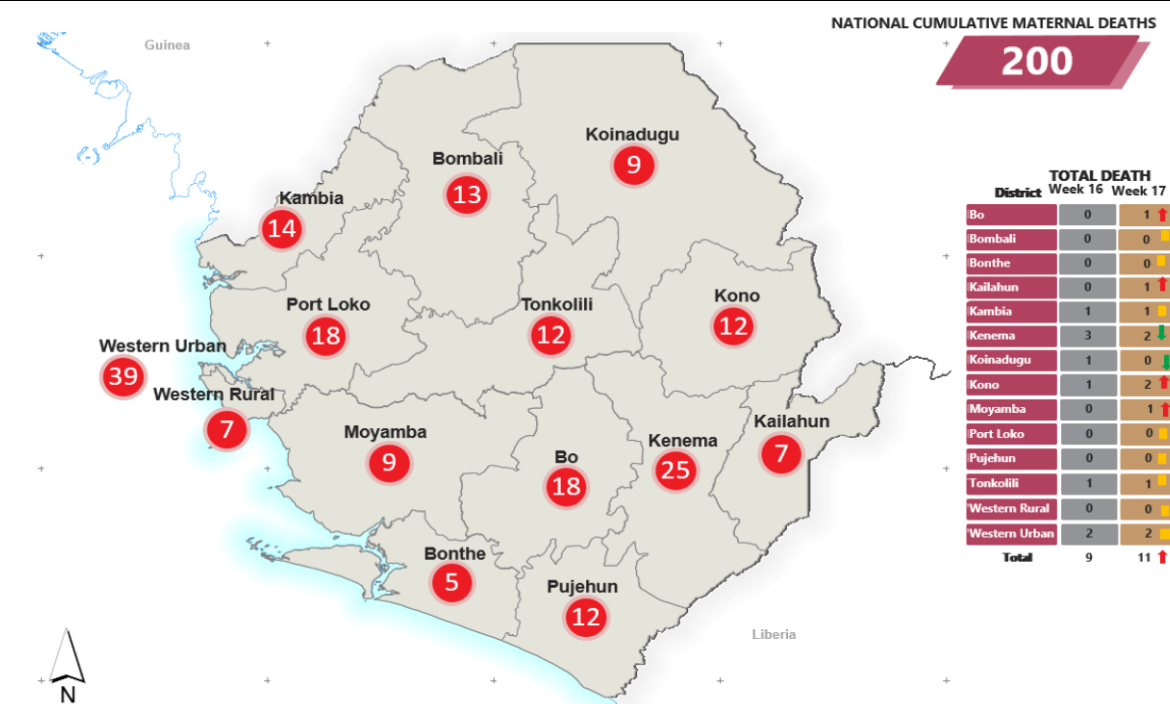 NATIONAL CUMULATIVE MATERNAL DEATHS
200
Guinea
Koinadugu
9
Bombali
13
Kambia
14
Port Loko
18
Tonkolili
12
Kono
12
Western Urban
39
Western Rural
7
Moyamba
9
Bo
18
Kenema
25
Kailahun
7
Bonthe
5
Pujehun
12
Liberia
N
TOTAL DEATH
District Week 16 Week 17
Bo 0 1
Bombali 0 0
Bonthe 0 0
Kailahun 0 1
Kambia 1 1
Kenema 3 2
Koinadugu 1 0
Kono 1 2
Moyamba 0 1
Port Loko 0 0
Pujehun 0 0
Tonkolili 1 1
Western Rural 0 0
Western Urban 2 2
Total 9 11